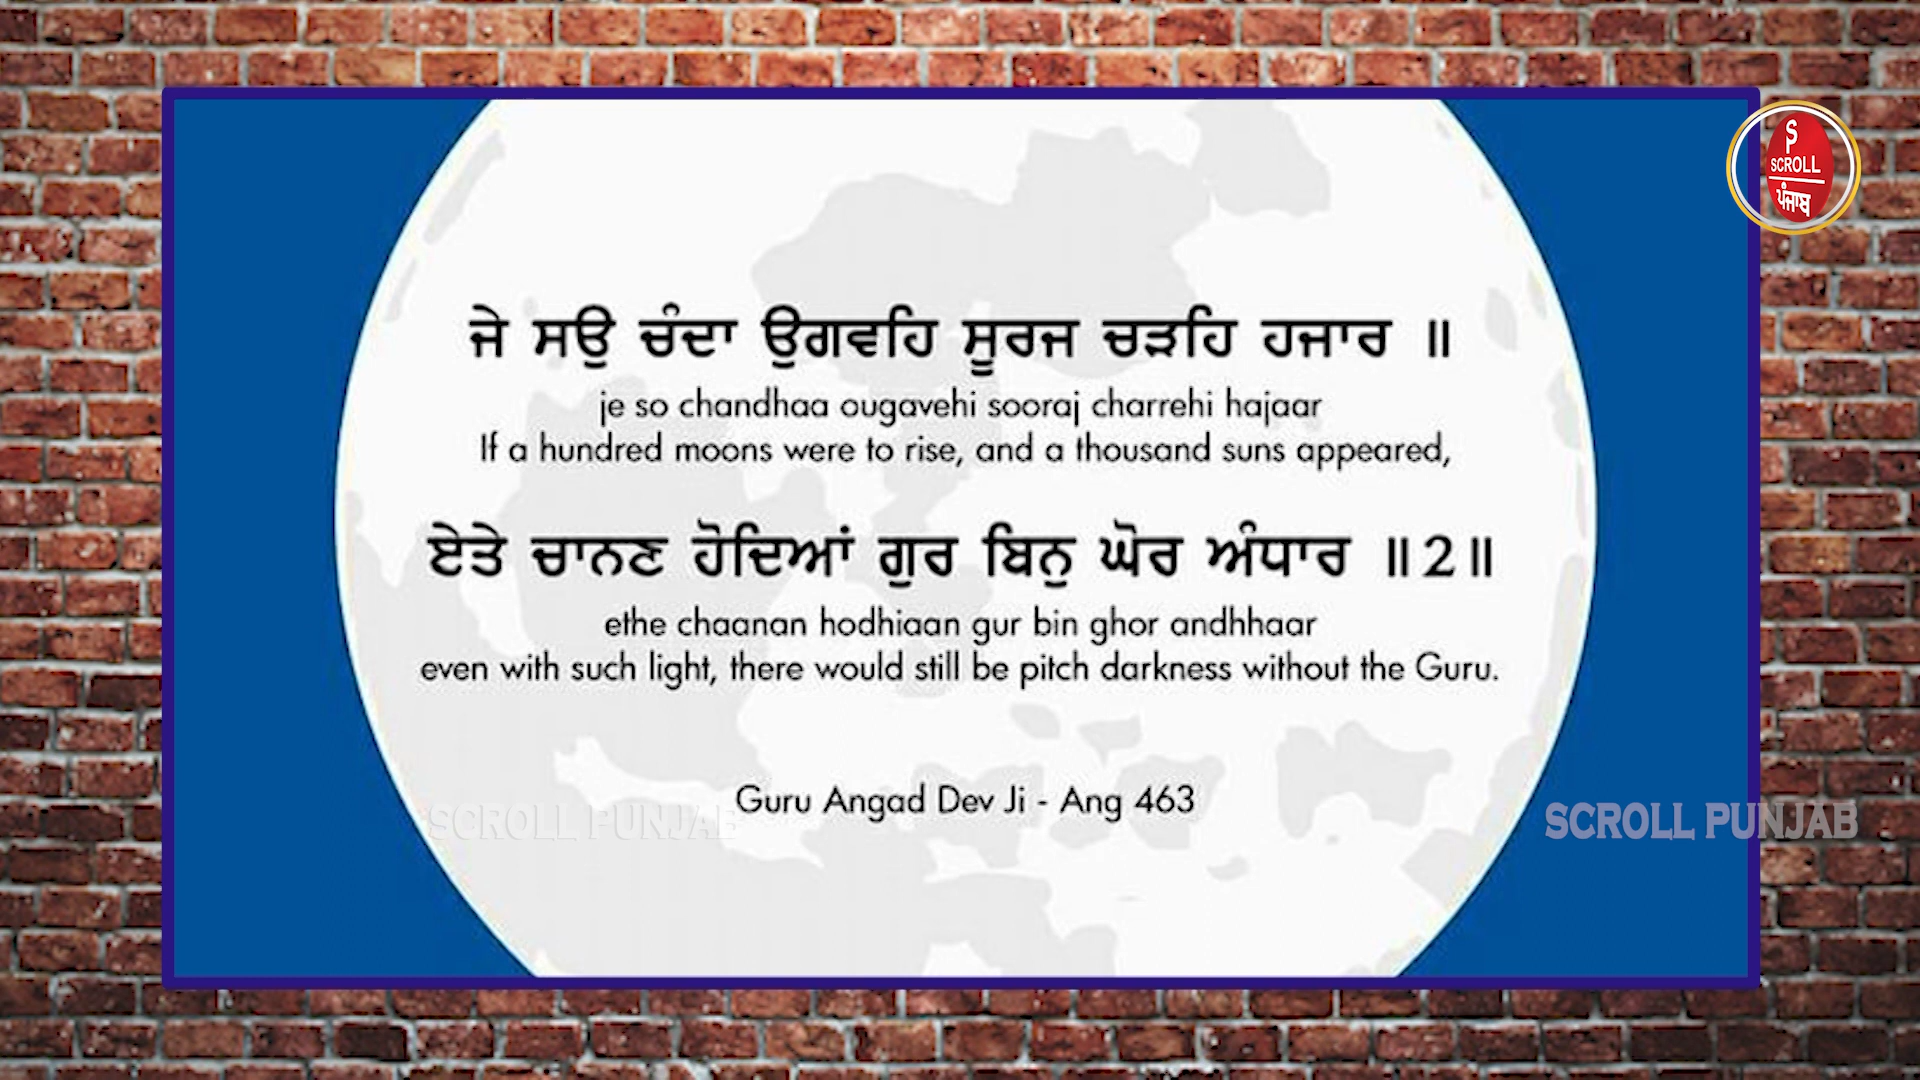 S
P
SCROLL
ਪੰਜਾਬ
ਜੇ ਸਉ ਚੰਦਾ ਉਗਵਹਿ ਸੂਰਜ ਚੜਹਿ ਹਜਾਰ ॥
je so chandhaa ougavehi sooraj charrehi hajaar
If a hundred moons were to rise, and a thousand suns appeared,
ਏਤੇ ਚਾਨਣ ਹੋਦਿਆਂ ਗੁਰ ਬਿਨੁ ਘੋਰ ਅੰਧਾਰ ॥2॥
ethe chaanan hodhiaan gur bin ghor andhhaar
even with such light, there would still be pitch darkness without the Guru.
Guru Angad Dev Ji - Ang 463
SCROLL PUNJAB
SCROLL PUNJAB